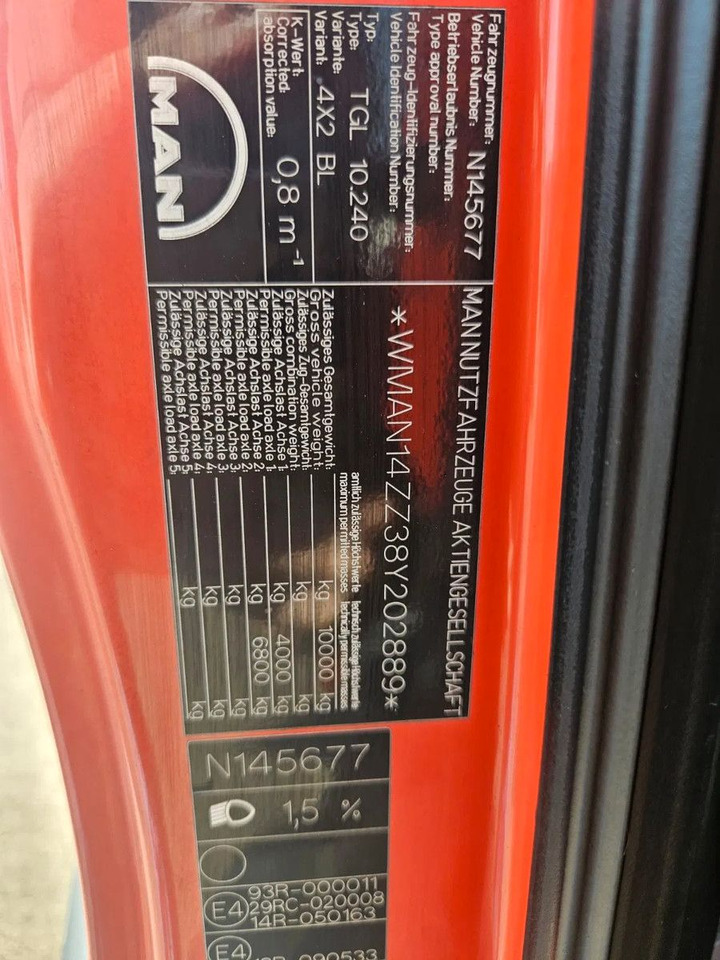 Fahrzeugnummer:
Vehicle Number: N145677
Betriebserlaubnis Nummer:
Type approval number:
Fahrzeug-Identifizierungsnummer:
Vehicle Identification Number:
Typ:
Type: TGL 10.240
Variante:
Variant: 4X2 BL
K-Wert:
Corrected
absorption value: 0,8 m⁻¹
MAN
MAN NUTZFAHRZEUGE AKTIENGESELLSCHAFT
*WMAN14ZZ38Y202889*
amtlich zulässige Höchstwerte technisch zulässige Höchstwerte
maximum permitted masses technically permissible masses
Zulässiges Gesamtgewicht:
Gross vehicle weight: kg 10000 kg
Zulässiges Zug-Gesamtgewicht:
Gross combination weight: kg kg
Zulässige Achslast Achse 1:
Permissible axle load axle 1: kg 4000 kg
Zulässige Achslast Achse 2:
Permissible axle load axle 2: kg 6800 kg
Zulässige Achslast Achse 3:
Permissible axle load axle 3: kg kg
Zulässige Achslast Achse 4:
Permissible axle load axle 4: kg kg
Zulässige Achslast Achse 5:
Permissible axle load axle 5: kg kg
N145677
1,5 %
E4 93R-000011
29RC-020008
14R-050163
E4